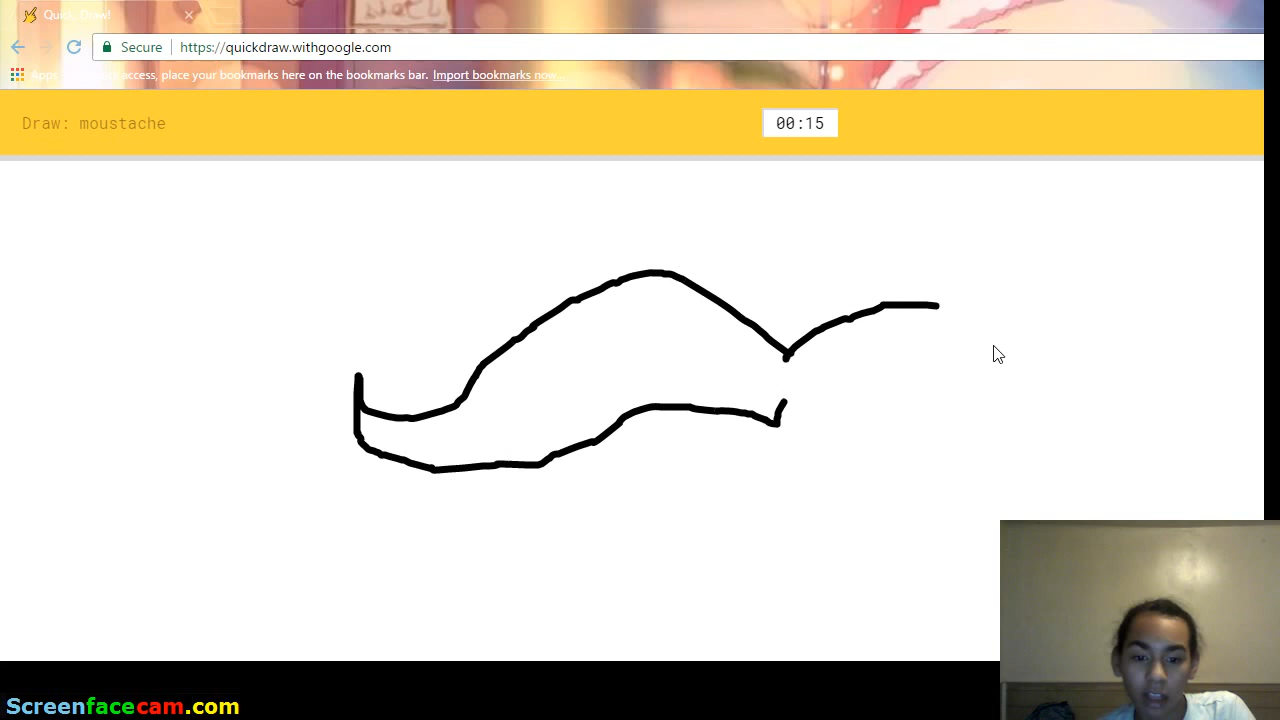 Quick, Draw!
Secure https://quickdraw.withgoogle.com
Apps access, place your bookmarks here on the bookmarks bar. Import bookmarks now...
Draw: moustache
00:15
Screenfacecam.com